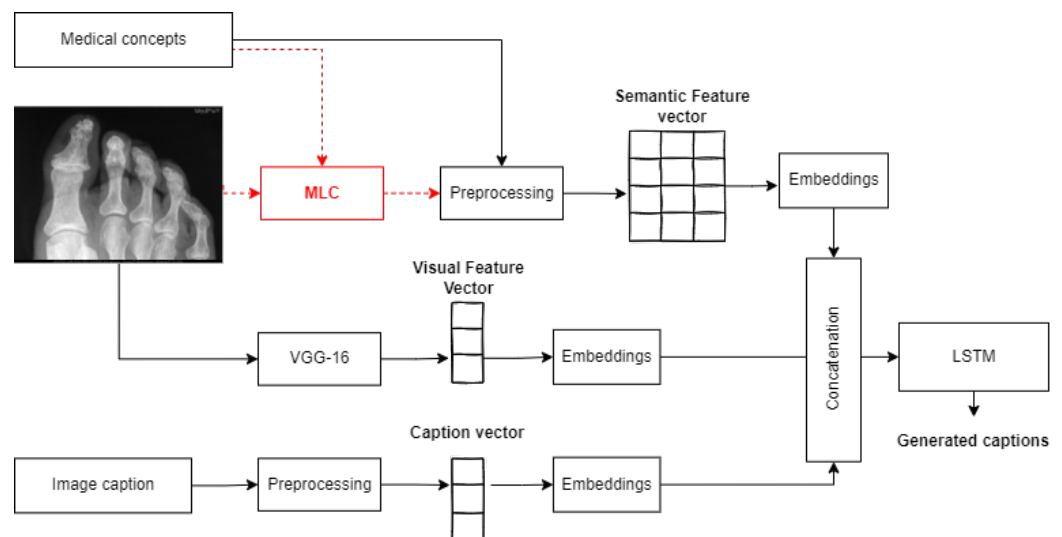 Medical concepts
Semantic Feature
vector
MLC
Preprocessing
Embeddings
Visual Feature
Vector
VGG-16
Embeddings
Concatenation
LSTM
Generated captions
Caption vector
Image caption
Preprocessing
Embeddings